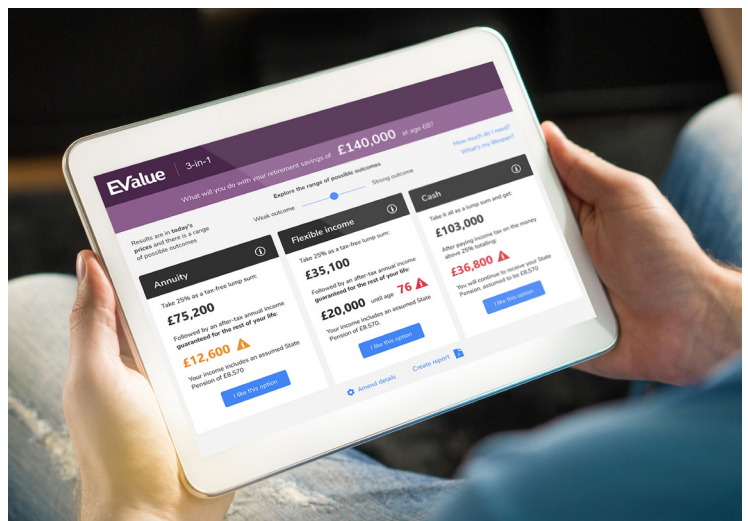 EValue
3-in-1
What will you do with your retirement savings of £140,000 at age 68?
How much do I need?
What's my lifespan?
Results are in today's
prices and there is a range
of possible outcomes
Explore the range of possible outcomes
Weak outcome
Strong outcome
Annuity
Take 25% as a tax-free lump sum:
£75,200
Followed by an after-tax annual income
guaranteed for the rest of your life:
£12,600
Your income includes an assumed State
Pension of £8,570
I like this option
Flexible income
Take 25% as a tax-free lump sum:
£35,100
Followed by an after-tax annual income
guaranteed for the rest of your life:
£20,000 until age 76
Your income includes an assumed State
Pension of £8,570.
I like this option
Cash
Take it all as a lump sum and get:
£103,000
After paying income tax on the money
above 25% totalling:
£36,800
You will continue to receive your State
Pension, assumed to be £8,570
I like this option
Amend details
Create report